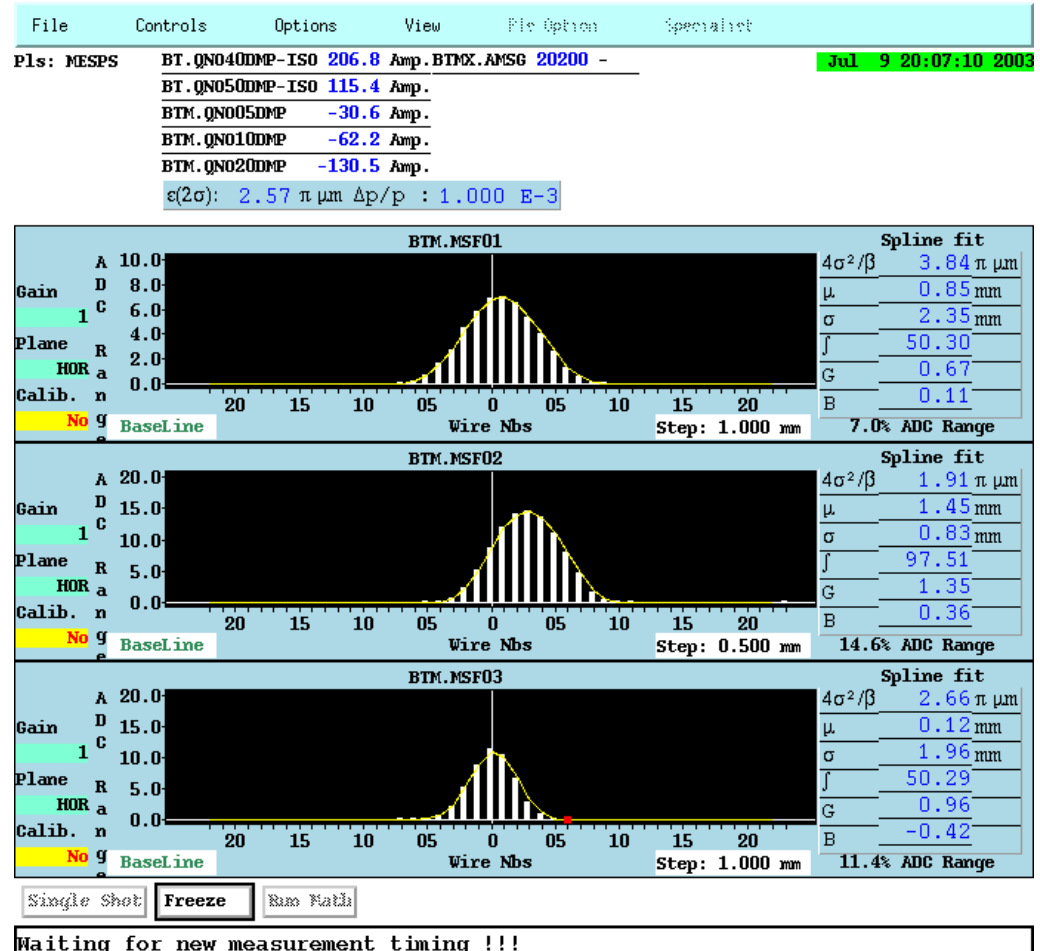 File Controls Options View Pls Option Specialist
Pls: MESPS BT.QNO40DMP-ISO 206.8 Amp. BTMX.AMSG 20200 - Jul 9 20:07:10 2003
BT.QNO50DMP-ISO 115.4 Amp.
BTM.QNO05DMP -30.6 Amp.
BTM.QNO10DMP -62.2 Amp.
BTM.QNO20DMP -130.5 Amp.
ε(2σ): 2.57 π μm Δp/p : 1.000 E-3
BTM.MSF01 Spline fit
Gain
1
Plane
HOR
Calib.
No
ADC Range
10.0
8.0
6.0
4.0
2.0
0.0
20 15 10 05 0 05 10 15 20
BaseLine Wire Nbs Step: 1.000 mm
4σ²/β 3.84 π μm
μ 0.85 mm
σ 2.35 mm
∫ 50.30
G 0.67
B 0.11
7.0% ADC Range
BTM.MSF02 Spline fit
Gain
1
Plane
HOR
Calib.
No
ADC Range
20.0
15.0
10.0
5.0
0.0
20 15 10 05 0 05 10 15 20
BaseLine Wire Nbs Step: 0.500 mm
4σ²/β 1.91 π μm
μ 1.45 mm
σ 0.83 mm
∫ 97.51
G 1.35
B 0.36
14.6% ADC Range
BTM.MSF03 Spline fit
Gain
1
Plane
HOR
Calib.
No
ADC Range
20.0
15.0
10.0
5.0
0.0
20 15 10 05 0 05 10 15 20
BaseLine Wire Nbs Step: 1.000 mm
4σ²/β 2.66 π μm
μ 0.12 mm
σ 1.96 mm
∫ 50.29
G 0.96
B -0.42
11.4% ADC Range
Single Shot Freeze Run Math
Waiting for new measurement timing !!!